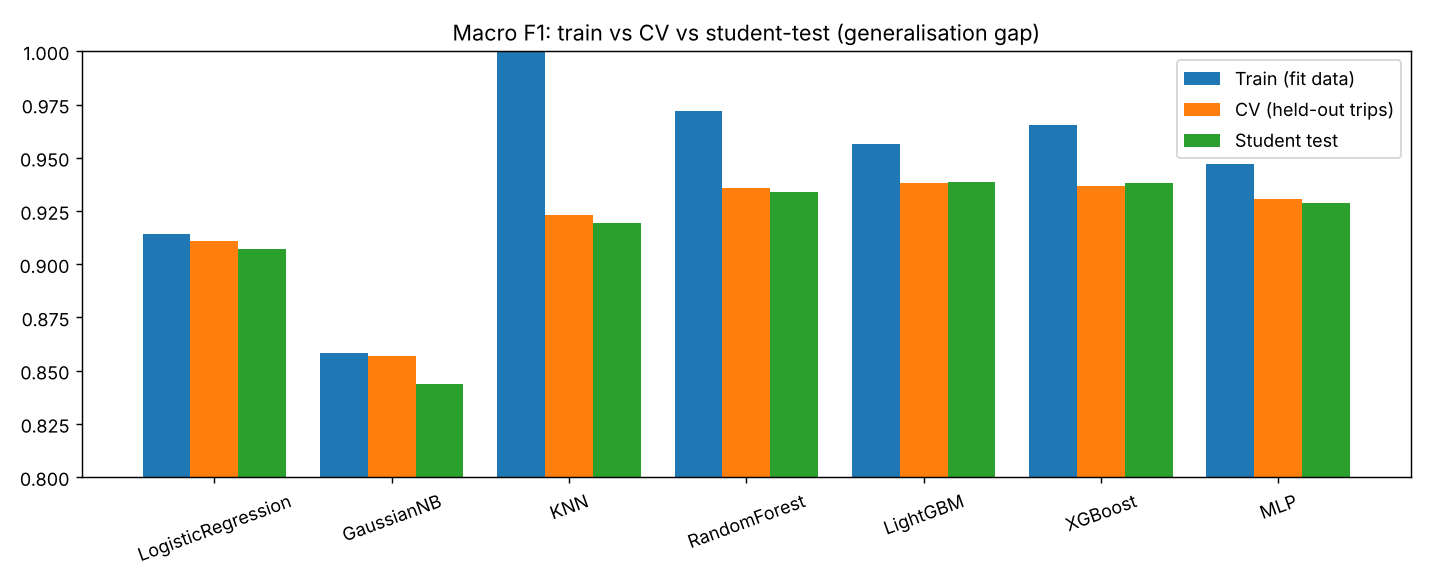 Macro F1: train vs CV vs student-test (generalisation gap)
1.000
0.975
0.950
0.925
0.900
0.875
0.850
0.825
0.800
Train (fit data)
CV (held-out trips)
Student test
LogisticRegression
GaussianNB
KNN
RandomForest
LightGBM
XGBoost
MLP